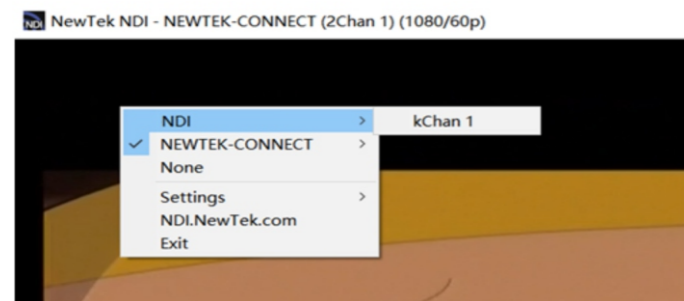 NDI NewTek NDI - NEWTEK-CONNECT (2Chan 1) (1080/60p)
NDI > kChan 1
✓ NEWTEK-CONNECT >
None
Settings >
NDI.NewTek.com
Exit